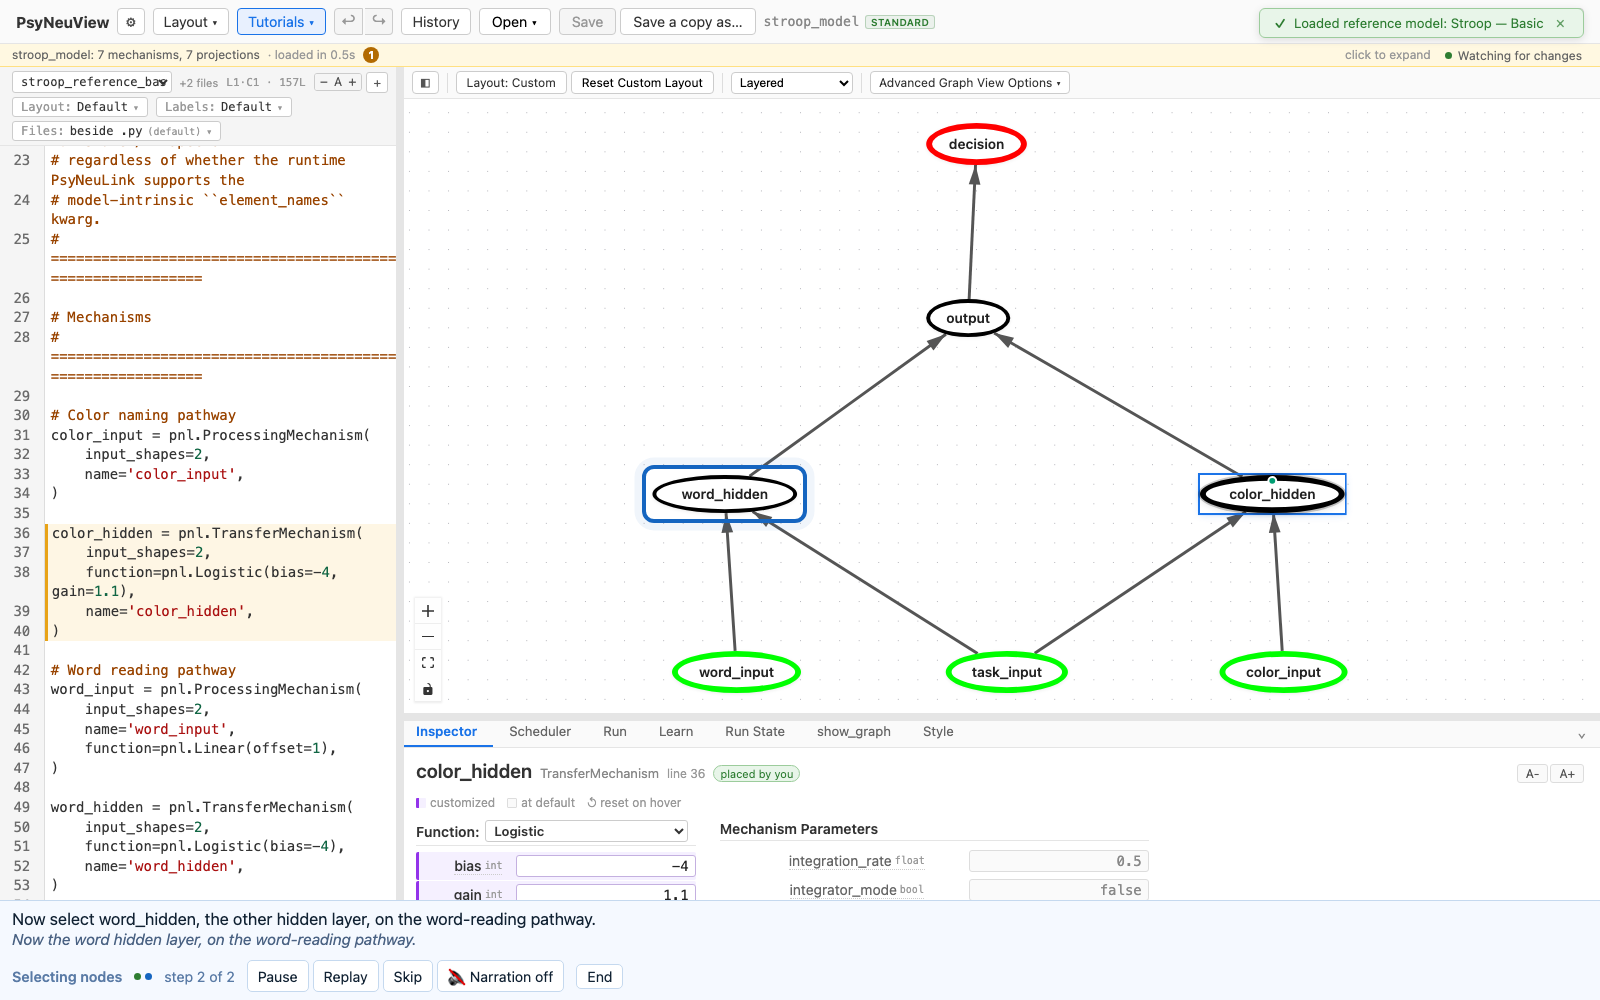 PsyNeuView
⚙
Layout ▾
Tutorials ▾
History
Open ▾
Save
Save a copy as...
stroop_model STANDARD
✓ Loaded reference model: Stroop — Basic ×
stroop_model: 7 mechanisms, 7 projections · loaded in 0.5s 1
click to expand
Watching for changes
+2 files L1:C1 · 157L
− A +
+
Layout: Default ▾
Labels: Default ▾
Files: beside .py (default) ▾
Layout: Custom
Reset Custom Layout
Layered
Advanced Graph View Options ▾
23 # regardless of whether the runtime
PsyNeuLink supports the
24 # model-intrinsic ``element_names``
kwarg.
25 #
==========================================
==================
26
27 # Mechanisms
28 #
==========================================
==================
29
30 # Color naming pathway
31 color_input = pnl.ProcessingMechanism(
32 input_shapes=2,
33 name='color_input',
34 )
35
36 color_hidden = pnl.TransferMechanism(
37 input_shapes=2,
38 function=pnl.Logistic(bias=-4,
gain=1.1),
39 name='color_hidden',
40 )
41
42 # Word reading pathway
43 word_input = pnl.ProcessingMechanism(
44 input_shapes=2,
45 name='word_input',
46 function=pnl.Linear(offset=1),
47 )
48
49 word_hidden = pnl.TransferMechanism(
50 input_shapes=2,
51 function=pnl.Logistic(bias=-4),
52 name='word_hidden',
53 )
decision
output
word_hidden
color_hidden
word_input
task_input
color_input
Inspector
Scheduler
Run
Learn
Run State
show_graph
Style
color_hidden TransferMechanism line 36 placed by you
A-
A+
customized
at default
↺ reset on hover
Function: Logistic
bias int −4
gain int 1.1
Mechanism Parameters
integration_rate float 0.5
integrator_mode bool false
Now select word_hidden, the other hidden layer, on the word-reading pathway.
Now the word hidden layer, on the word-reading pathway.
Selecting nodes
step 2 of 2
Pause
Replay
Skip
Narration off
End